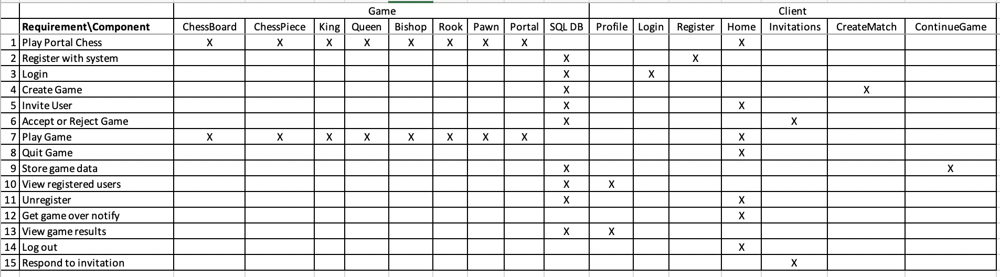 Game Client
Requirement\Component ChessBoard ChessPiece King Queen Bishop Rook Pawn Portal SQL DB Profile Login Register Home Invitations CreateMatch ContinueGame
1 Play Portal Chess X X X X X X X X X
2 Register with system X X
3 Login X X
4 Create Game X X
5 Invite User X X
6 Accept or Reject Game X X
7 Play Game X X X X X X X X X
8 Quit Game X
9 Store game data X X
10 View registered users X X
11 Unregister X X
12 Get game over notify X
13 View game results X X
14 Log out X
15 Respond to invitation X